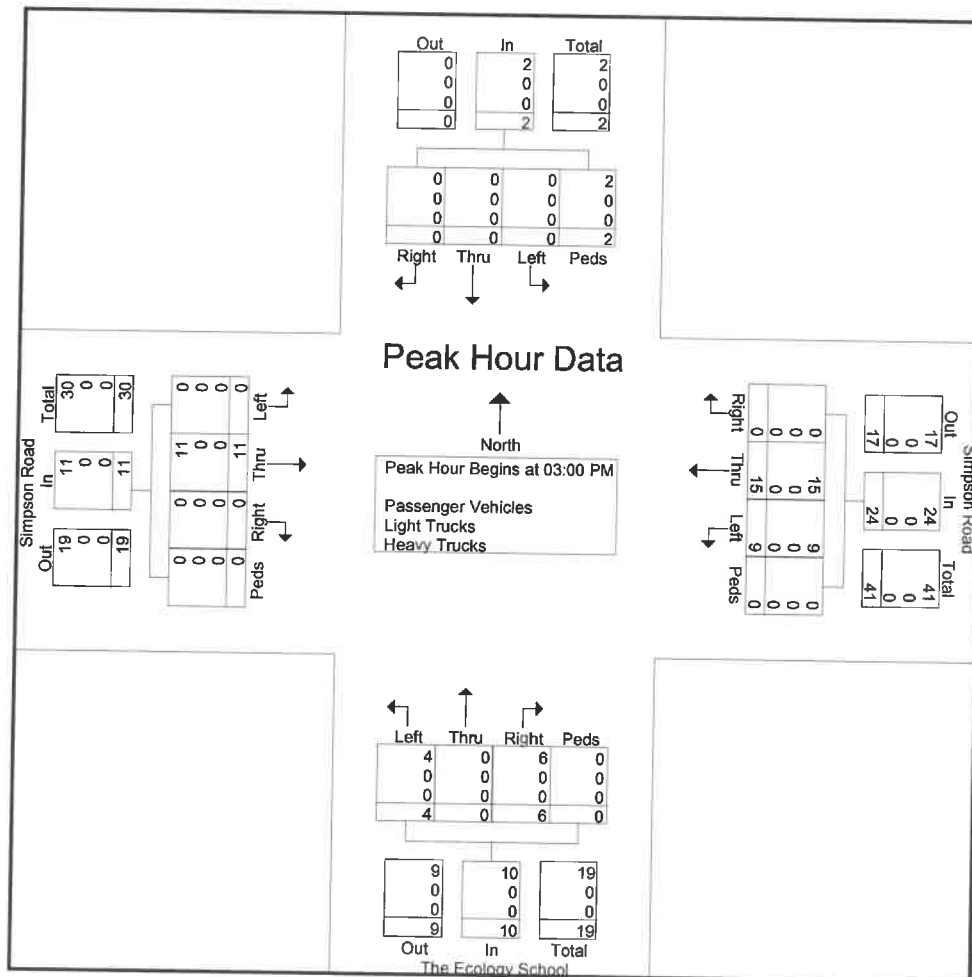 Out In Total
0 2 2
0 0 0
0 0 0
0 2 2
0 0 0 2
0 0 0 0
0 0 0 0
0 0 0 2
Right Thru Left Peds
Simpson Road
Total In Out
30 11 19
0 0 0
0 0 0
30 11 19
Left Thru Right Peds
0 11 0 0
0 0 0 0
0 0 0 0
0 11 0 0
Peak Hour Data
North
Peak Hour Begins at 03:00 PM
Passenger Vehicles
Light Trucks
Heavy Trucks
Right Thru Left Peds
0 15 9 0
0 0 0 0
0 0 0 0
0 15 9 0
Out In Total
17 24 41
0 0 0
0 0 0
17 24 41
Simpson Road
Left Thru Right Peds
4 0 6 0
0 0 0 0
0 0 0 0
4 0 6 0
9 10 19
0 0 0
0 0 0
9 10 19
Out In Total
The Ecology School